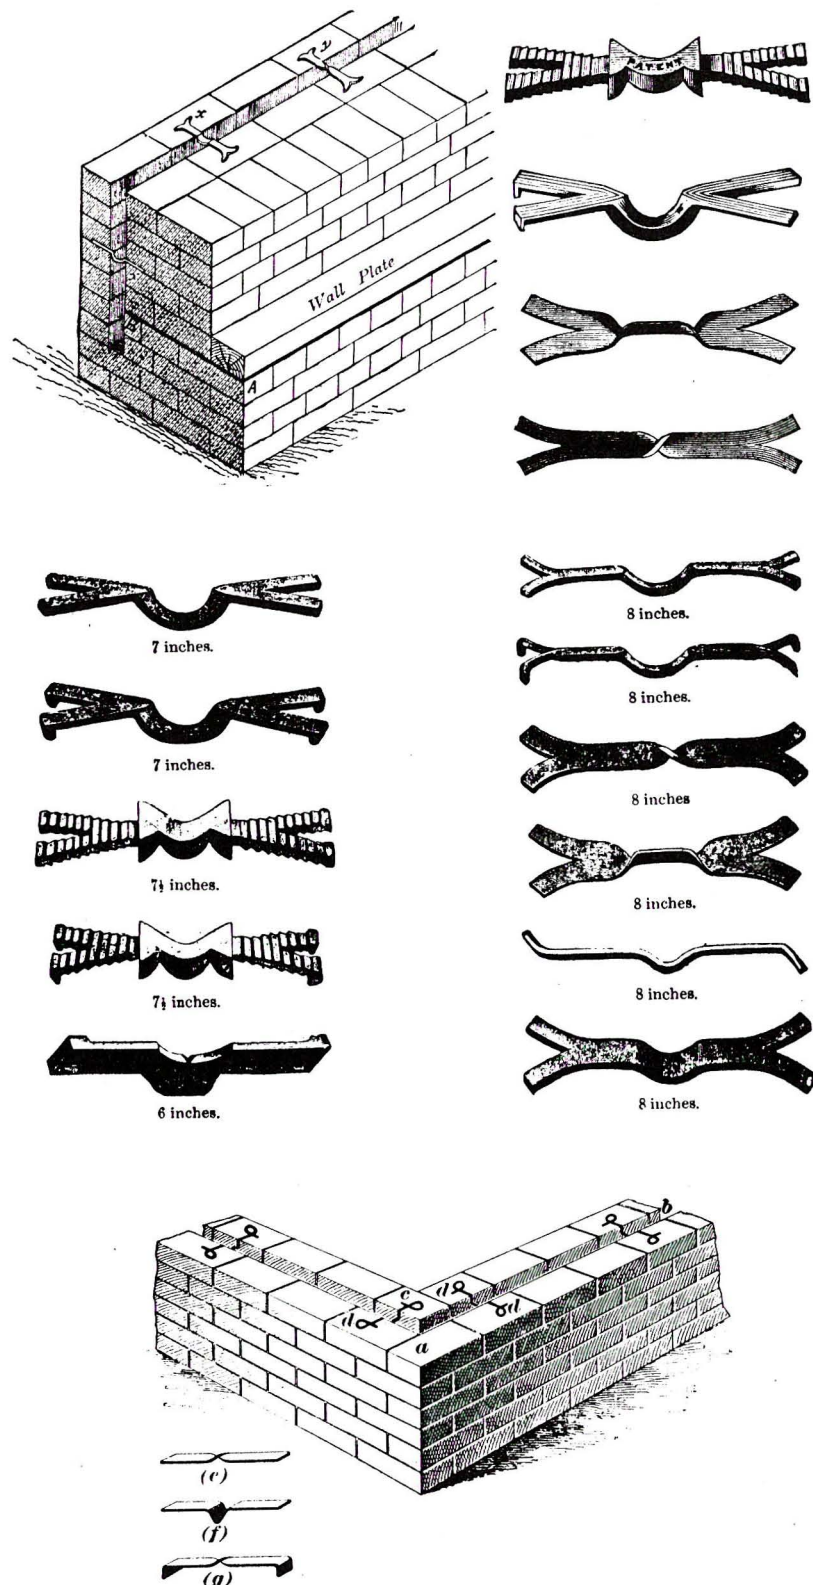 x
y
Wall Plate
B
A
PATENT
7 inches.
7 inches.
7½ inches.
7½ inches.
6 inches.
8 inches.
8 inches.
8 inches
8 inches.
8 inches.
8 inches.
b
c
d
d
d
a
(e)
(f)
(g)